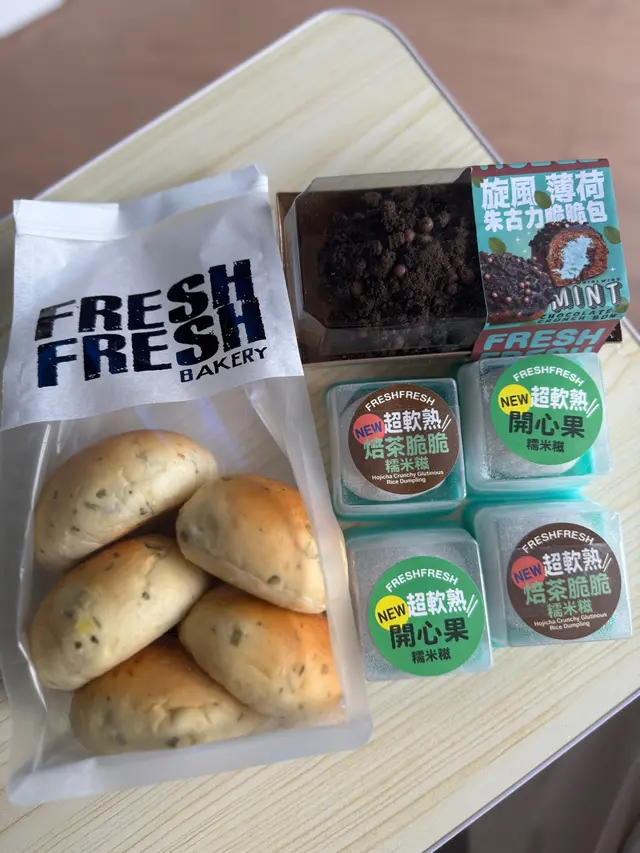 FRESH
FRESH
BAKERY
旋風 薄荷
朱古力脆脆包
MINT
CHOCOLATE
CRUNCH BUN
FRESH
FRESHFRESH
NEW 超軟熟
焙茶脆脆
糯米糍
Hojicha Crunchy Glutinous
Rice Dumpling
FRESHFRESH
NEW 超軟熟
開心果
糯米糍
FRESHFRESH
NEW 超軟熟
開心果
糯米糍
FRESHFRESH
NEW 超軟熟
焙茶脆脆
糯米糍
Hojicha Crunchy Glutinous
Rice Dumpling